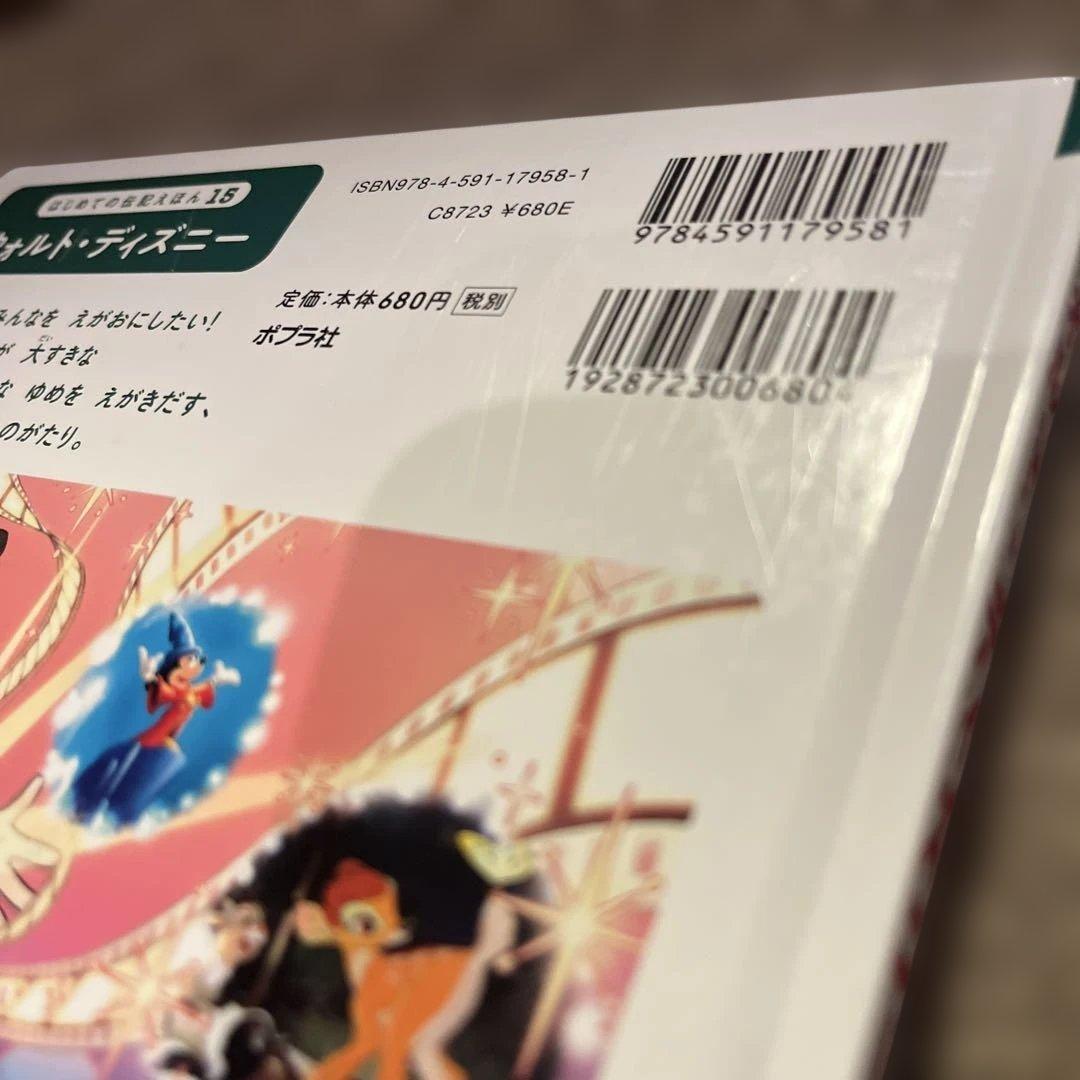 はじめての伝記えほん 15
ウォルト・ディズニー
ISBN978-4-591-17958-1
C8723 ¥680E
9784591179581
定価：本体680円 税別
ポプラ社
1928723006804
みんなを えがおにしたい！
が 大すきな
な ゆめを えがきだす、
のがたり。